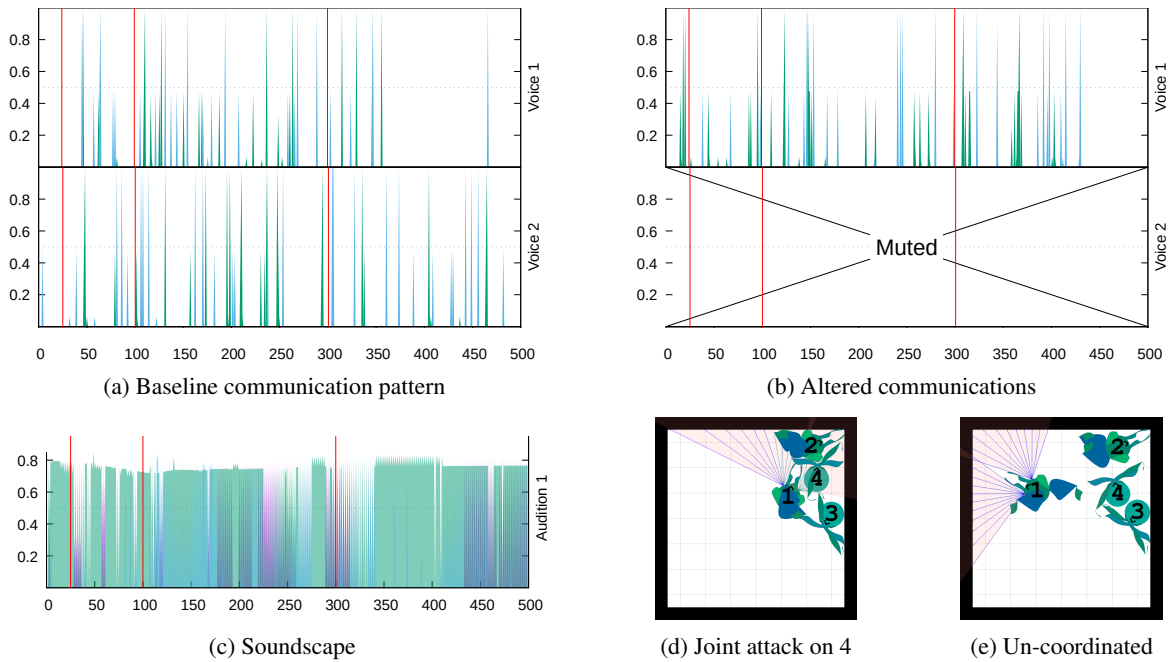 0.8
0.6
0.4
0.2
Voice 1
0.8
0.6
0.4
0.2
Voice 2
0 50 100 150 200 250 300 350 400 450 500
(a) Baseline communication pattern
0.8
0.6
0.4
0.2
Voice 1
0.8
0.6
0.4
0.2
Muted
Voice 2
0 50 100 150 200 250 300 350 400 450 500
(b) Altered communications
0.8
0.6
0.4
0.2
Audition 1
0 50 100 150 200 250 300 350 400 450 500
(c) Soundscape
2
4
1
3
(d) Joint attack on 4
2
1
4
3
(e) Un-coordinated